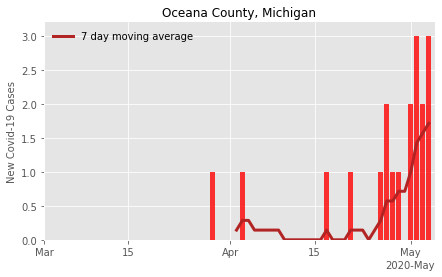 Oceana County, Michigan
7 day moving average
New Covid-19 Cases
3.0
2.5
2.0
1.5
1.0
0.5
0.0
Mar 15 Apr 15 May
2020-May